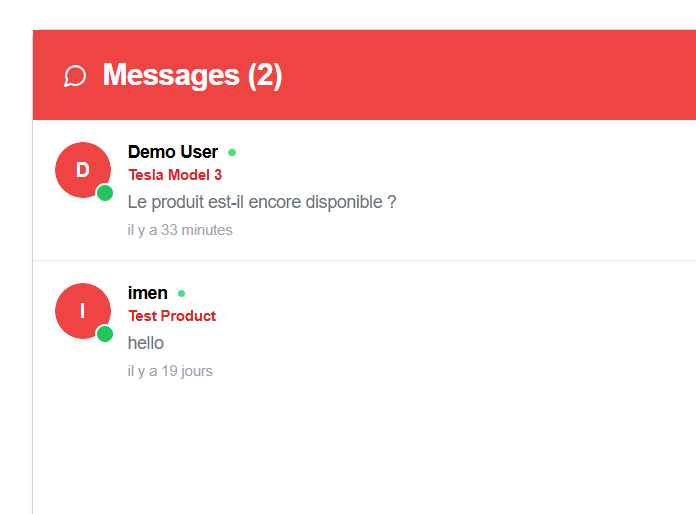 Messages (2)
D
Demo User
Tesla Model 3
Le produit est-il encore disponible ?
il y a 33 minutes
I
imen
Test Product
hello
il y a 19 jours